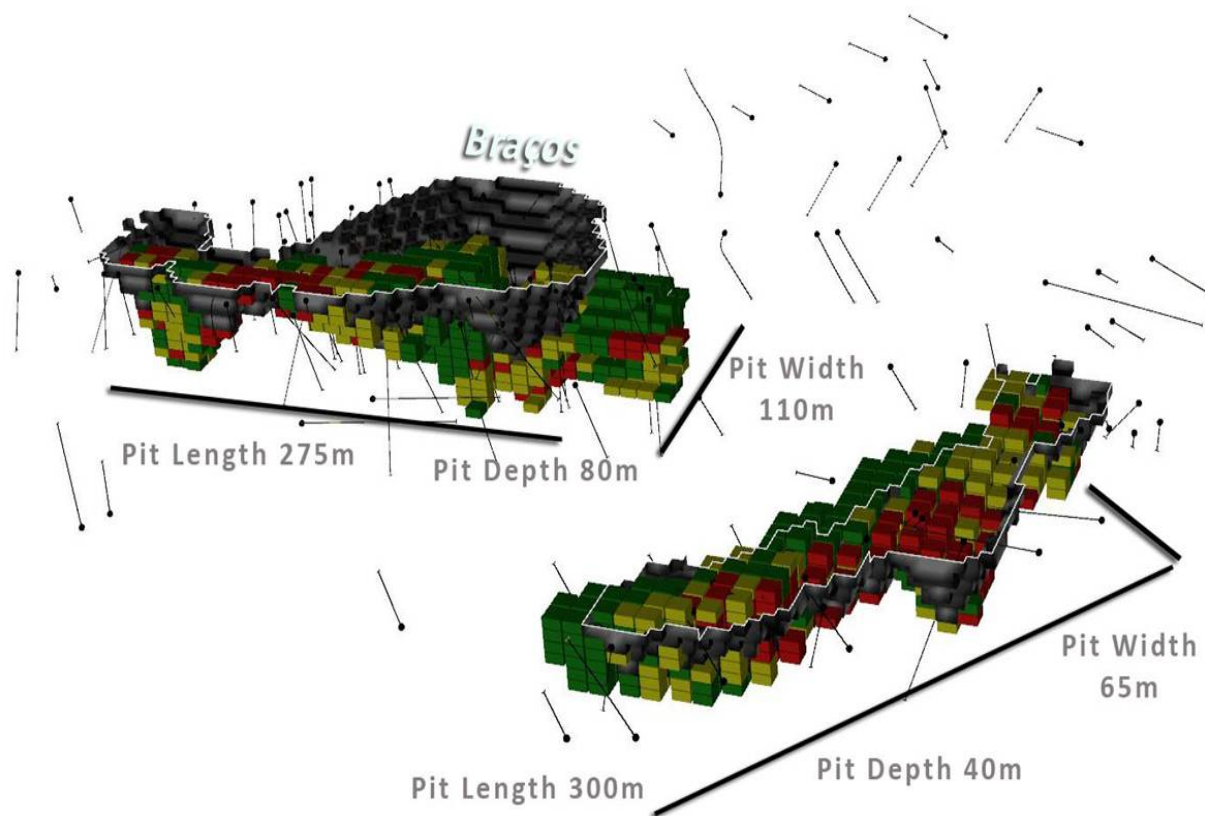 Braços
Pit Width
110m
Pit Length 275m
Pit Depth 80m
Pit Width
65m
Pit Length 300m
Pit Depth 40m